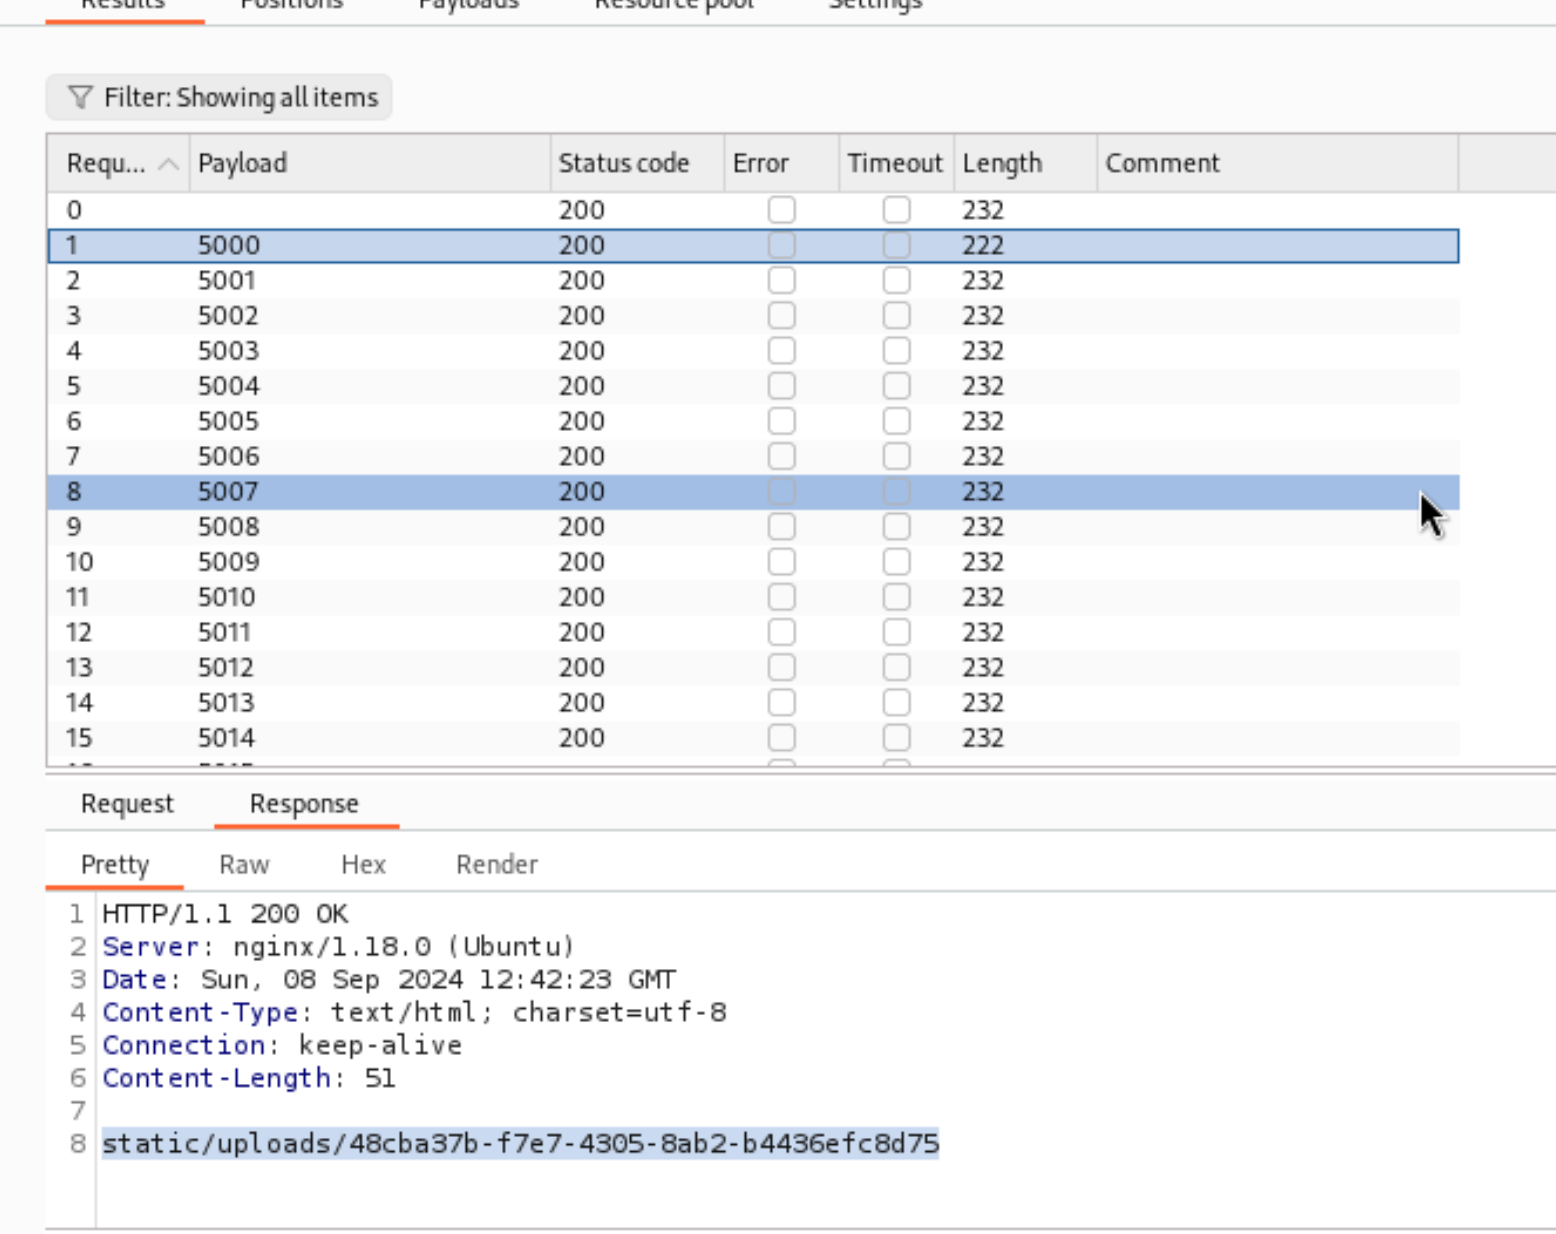 Results Positions Payloads Resource pool Settings
Filter: Showing all items
Requ... Payload Status code Error Timeout Length Comment
0 200 232
1 5000 200 222
2 5001 200 232
3 5002 200 232
4 5003 200 232
5 5004 200 232
6 5005 200 232
7 5006 200 232
8 5007 200 232
9 5008 200 232
10 5009 200 232
11 5010 200 232
12 5011 200 232
13 5012 200 232
14 5013 200 232
15 5014 200 232
Request Response
Pretty Raw Hex Render
1 HTTP/1.1 200 OK
2 Server: nginx/1.18.0 (Ubuntu)
3 Date: Sun, 08 Sep 2024 12:42:23 GMT
4 Content-Type: text/html; charset=utf-8
5 Connection: keep-alive
6 Content-Length: 51
7
8 static/uploads/48cba37b-f7e7-4305-8ab2-b4436efc8d75